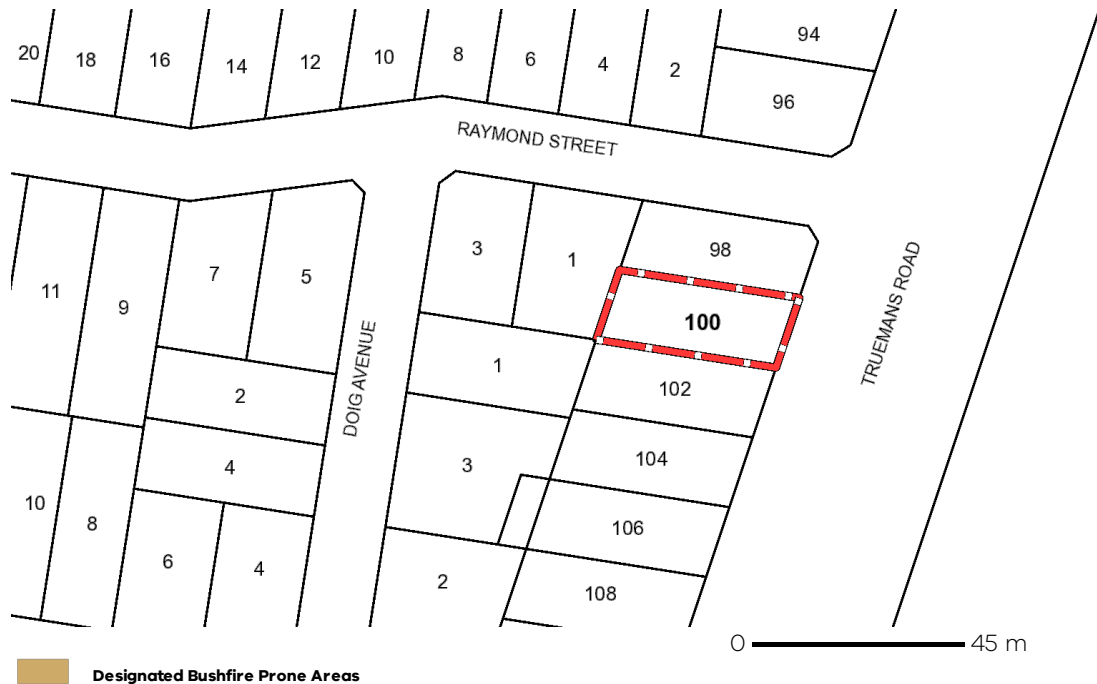 20 18 16 14 12 10 8 6 4 2 94
96
RAYMOND STREET
3 1 98
7 5
11 9
100
TRUEMANS ROAD
DOIG AVENUE
1
102
2
3 104
4
10 8
106
6 4
2 108
0 45 m
Designated Bushfire Prone Areas